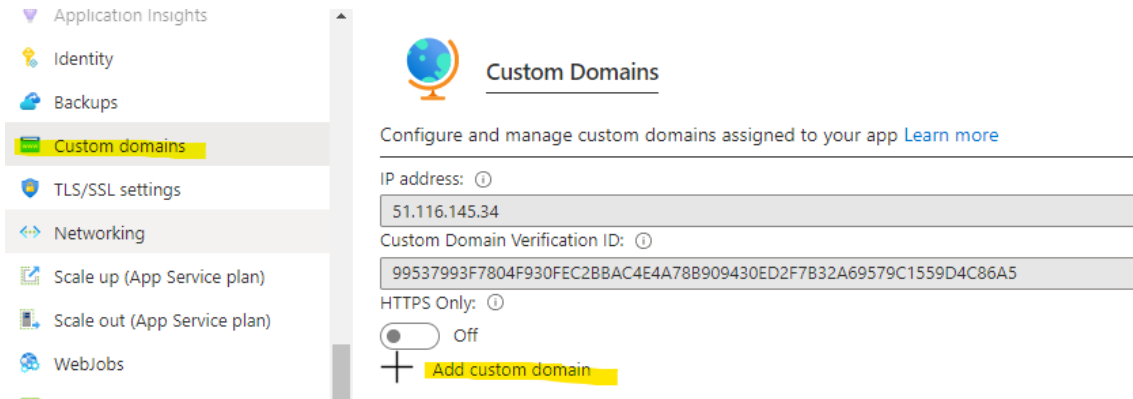 Application Insights
Identity
Backups
Custom domains
TLS/SSL settings
Networking
Scale up (App Service plan)
Scale out (App Service plan)
WebJobs
Custom Domains
Configure and manage custom domains assigned to your app Learn more
IP address:
51.116.145.34
Custom Domain Verification ID:
99537993F7804F930FEC2BBAC4E4A78B909430ED2F7B32A69579C1559D4C86A5
HTTPS Only:
Off
Add custom domain